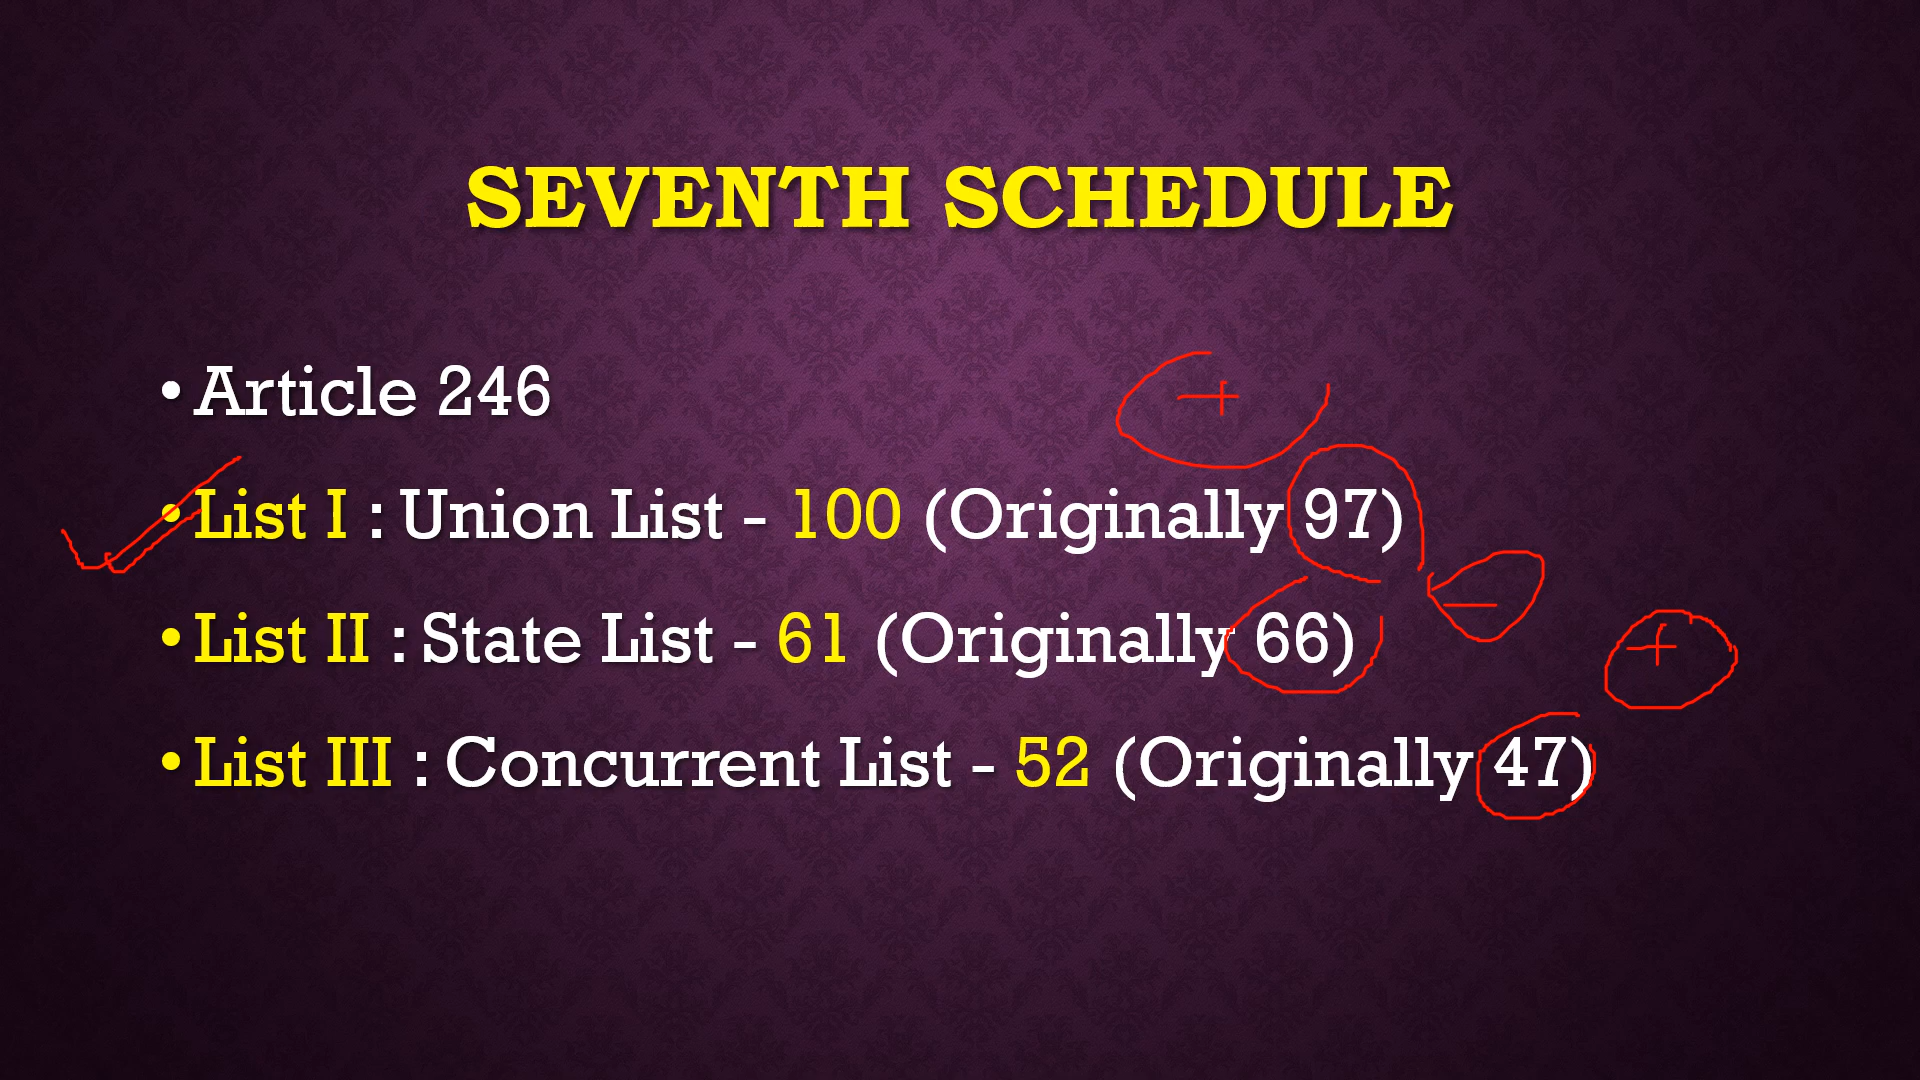 SEVENTH SCHEDULE
• Article 246
+
• List I : Union List - 100 (Originally 97)
−
• List II : State List - 61 (Originally 66)
+
• List III : Concurrent List - 52 (Originally 47)